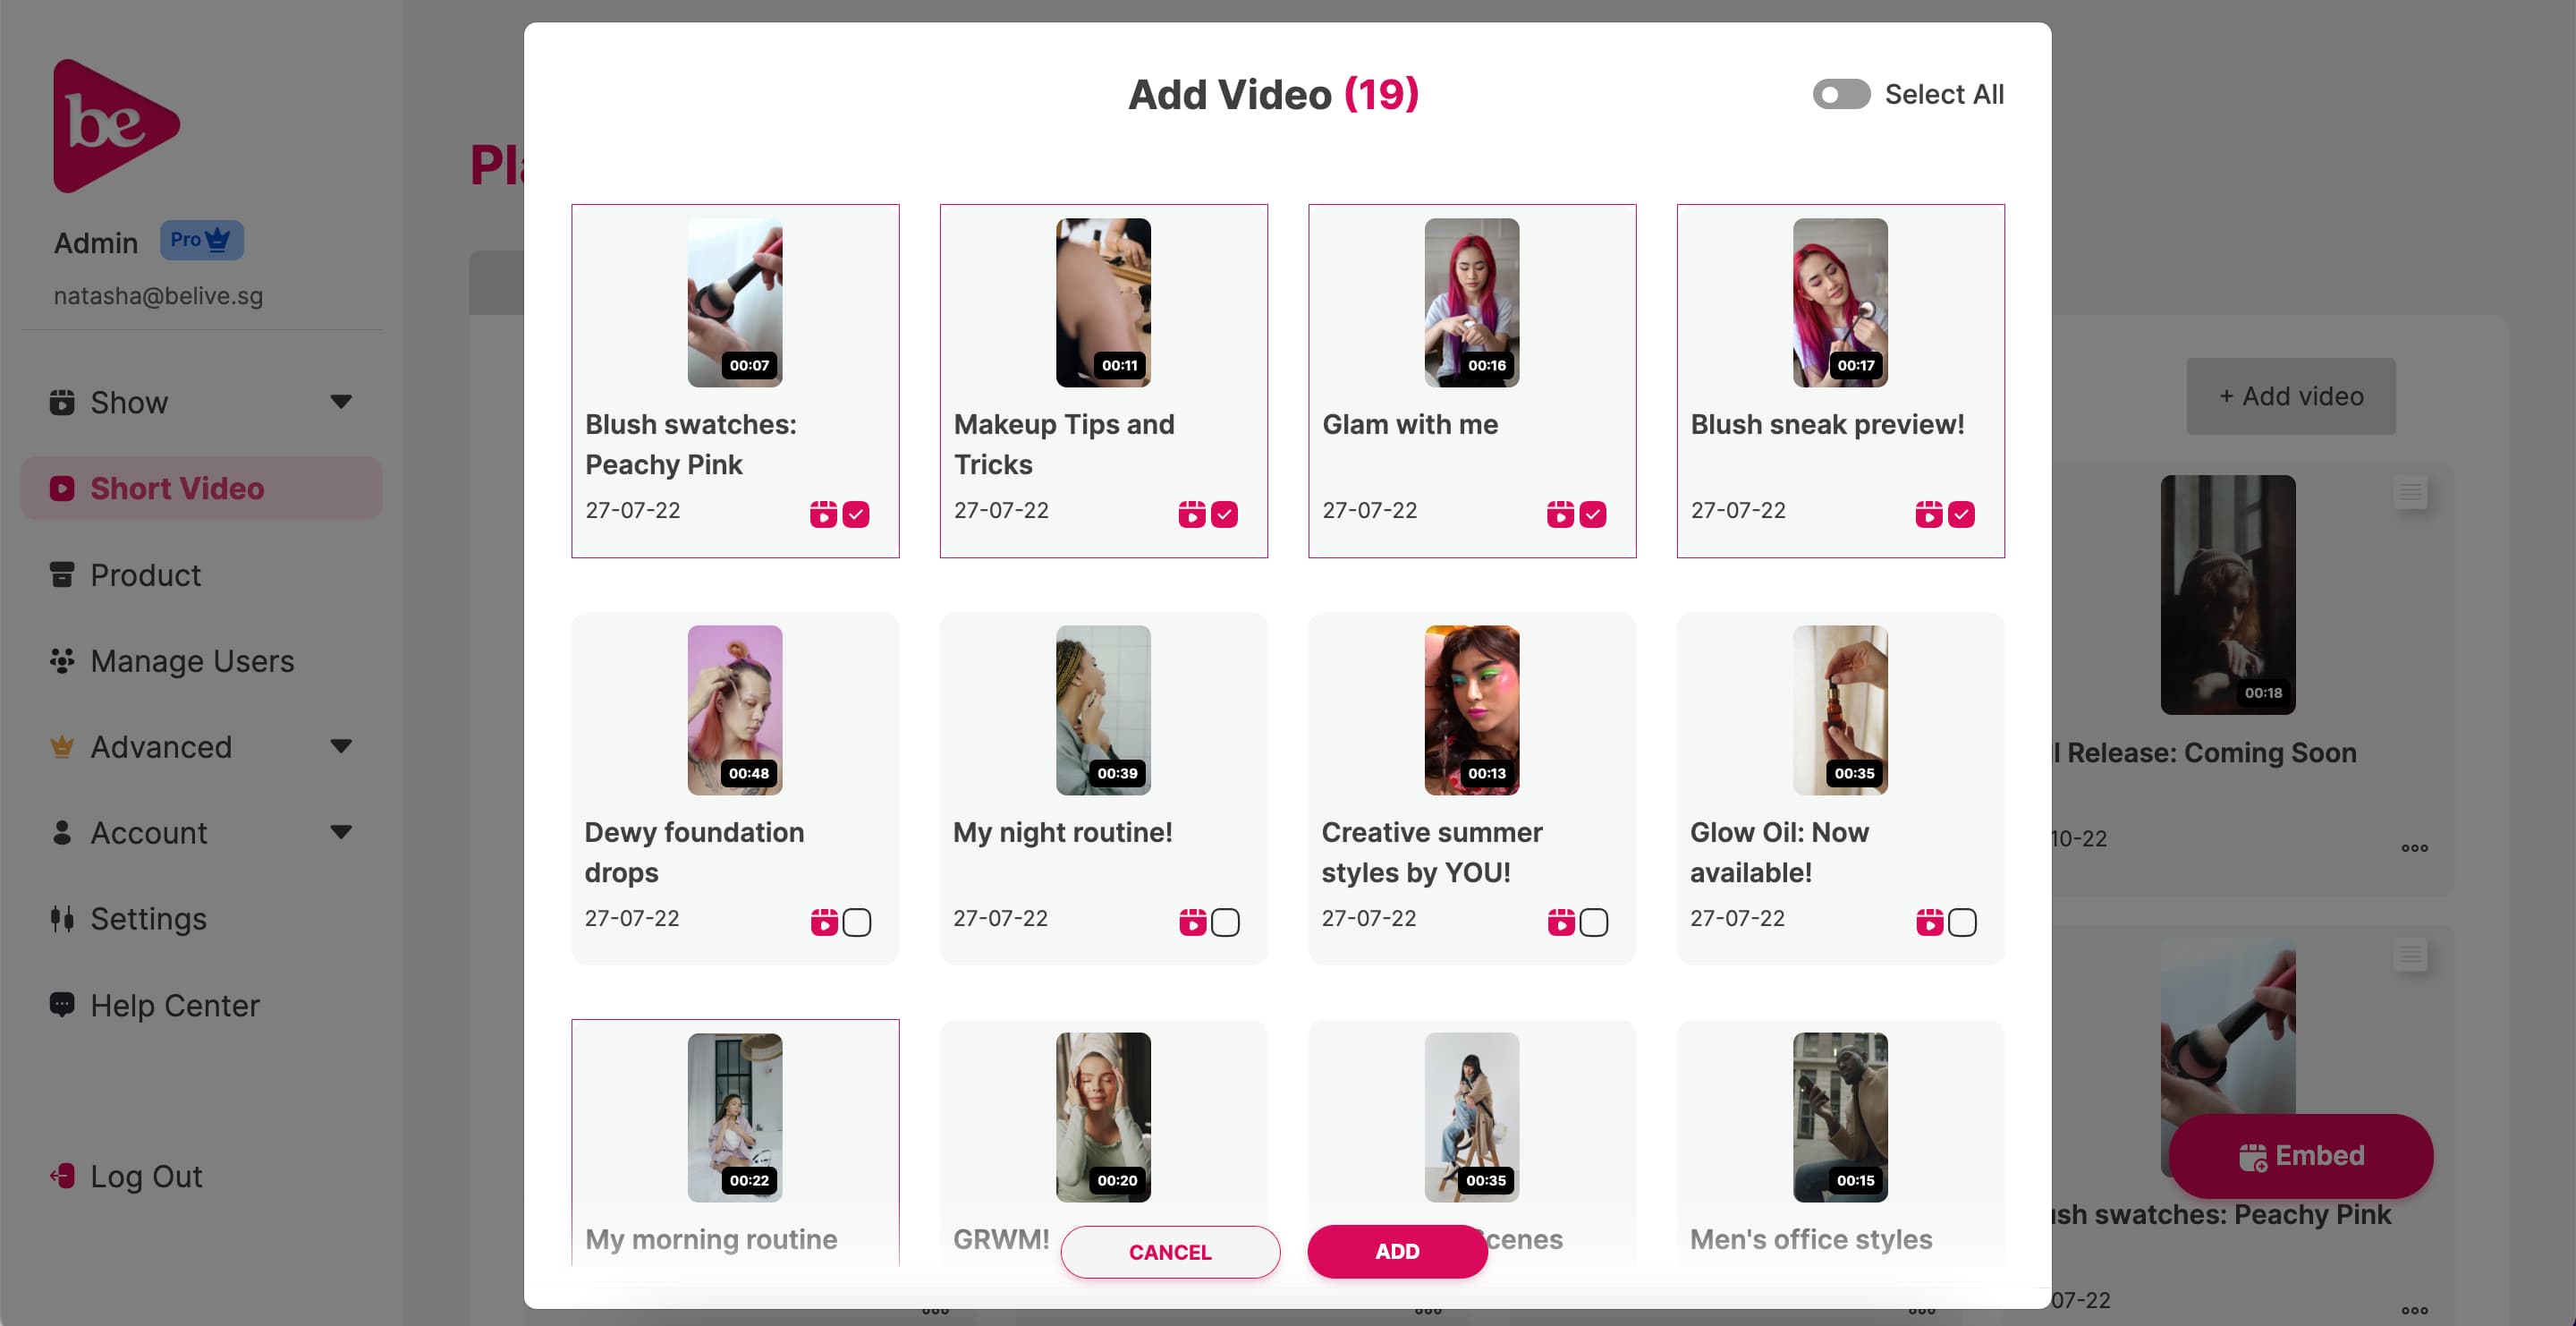 be
Admin
Pro
natasha@belive.sg
Show
Short Video
Product
Manage Users
Advanced
Account
Settings
Help Center
Log Out
Add Video (19)
Select All
00:07
Blush swatches:
Peachy Pink
27-07-22
00:11
Makeup Tips and
Tricks
27-07-22
00:16
Glam with me
27-07-22
00:17
Blush sneak preview!
27-07-22
00:48
Dewy foundation
drops
27-07-22
00:39
My night routine!
27-07-22
00:13
Creative summer
styles by YOU!
27-07-22
00:35
Glow Oil: Now
available!
27-07-22
00:22
My morning routine
00:20
GRWM!
00:35
00:15
Men's office styles
CANCEL
ADD
+ Add video
00:18
Release: Coming Soon
10-22
Embed
swatches: Peachy Pink
07-22